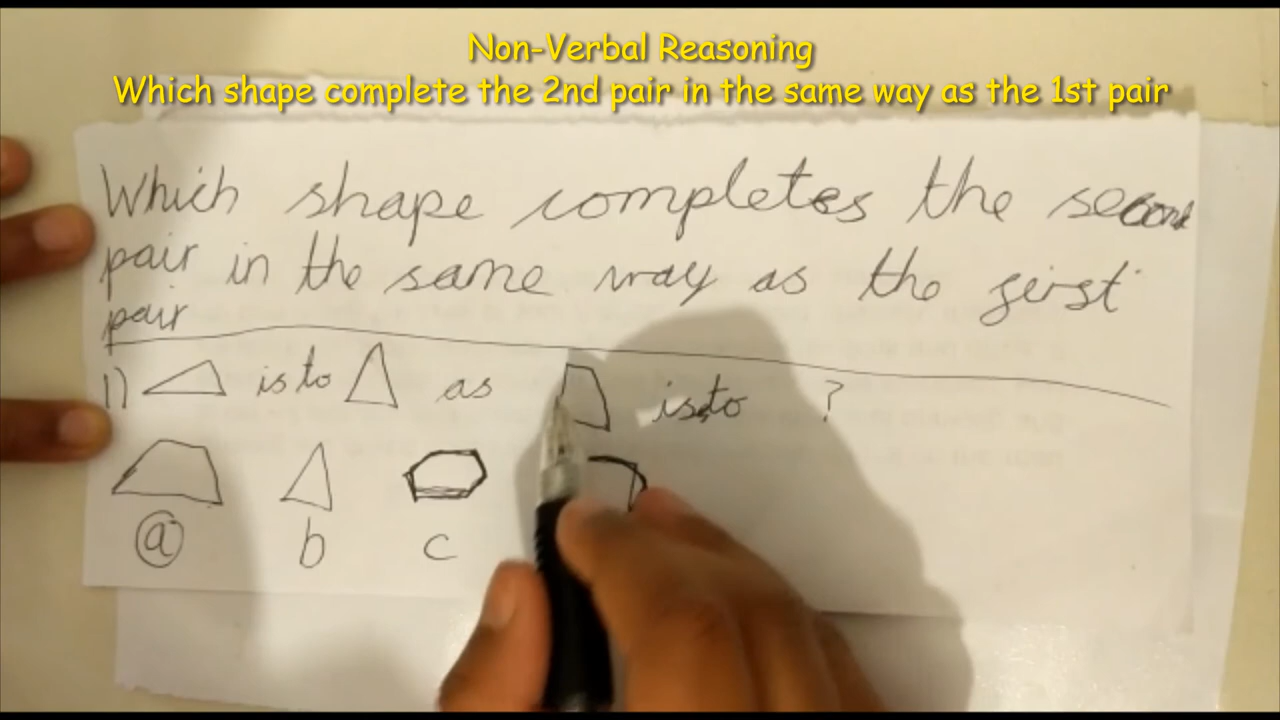 Non-Verbal Reasoning
Which shape complete the 2nd pair in the same way as the 1st pair
Which shape completes the second
pair in the same way as the first
pair
1) is to as is to ?
a b c